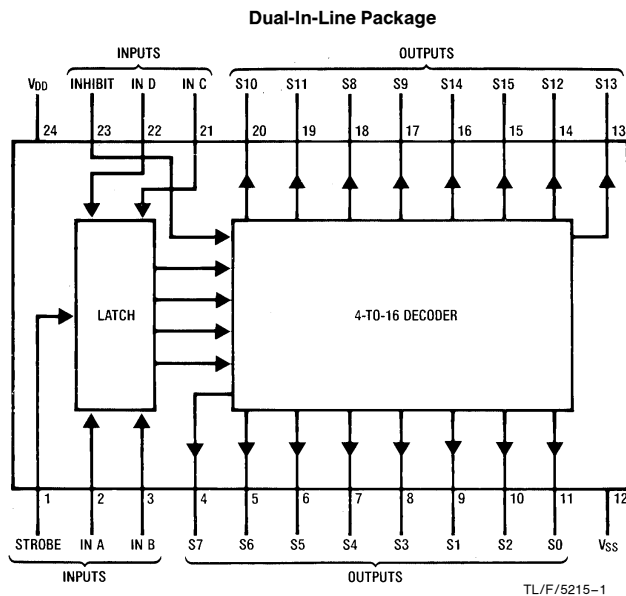 Dual-In-Line Package
INPUTS OUTPUTS
VDD INHIBIT IN D IN C S10 S11 S8 S9 S14 S15 S12 S13
24 23 22 21 20 19 18 17 16 15 14 13
LATCH 4-TO-16 DECODER
1 2 3 4 5 6 7 8 9 10 11 12
STROBE IN A IN B S7 S6 S5 S4 S3 S1 S2 S0 VSS
INPUTS OUTPUTS
TL/F/5215–1